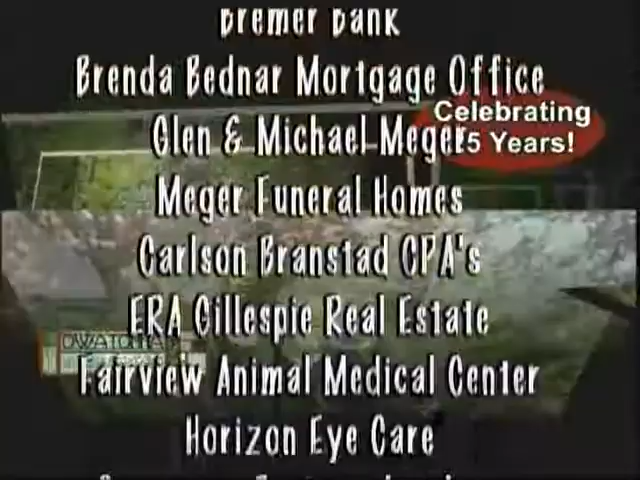 Bremer Bank
Brenda Bednar Mortgage Office
Celebrating
Glen & Michael Meger
5 Years!
Meger Funeral Homes
Carlson Branstad CPA's
ERA Gillespie Real Estate
Fairview Animal Medical Center
Horizon Eye Care